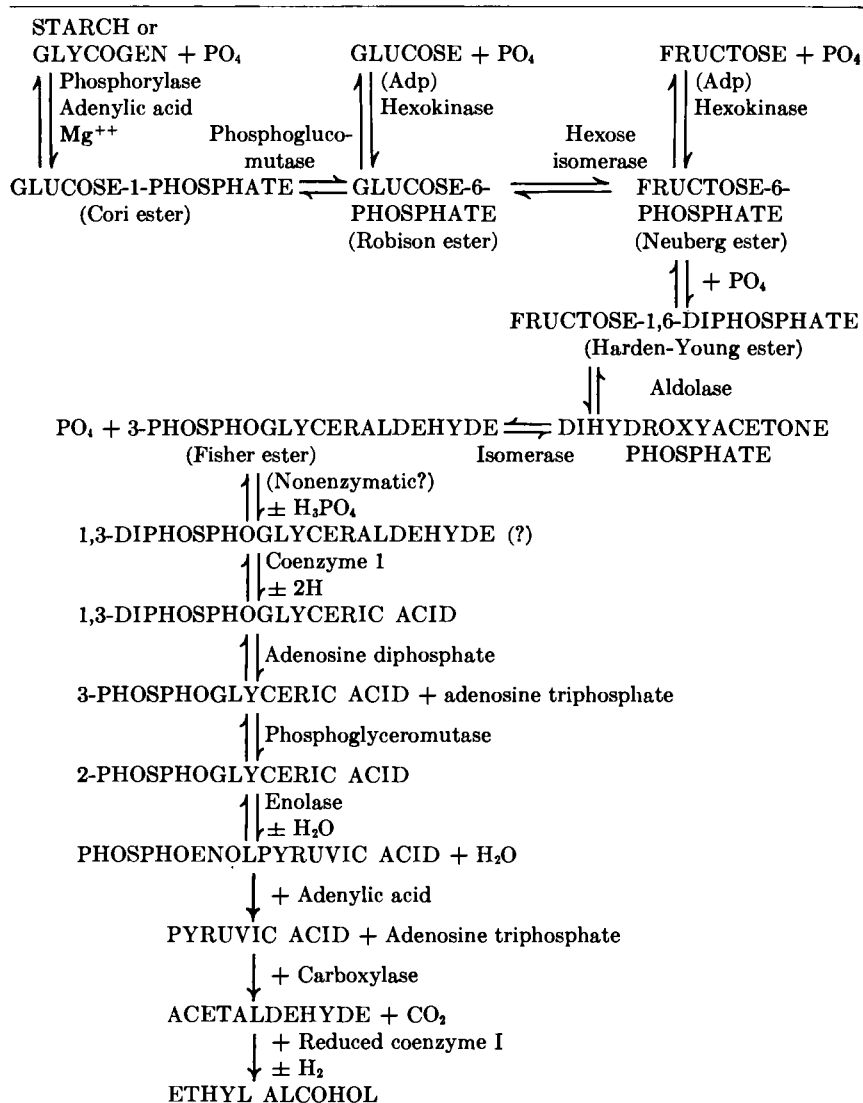 STARCH or
GLYCOGEN + PO₄ GLUCOSE + PO₄ FRUCTOSE + PO₄
Phosphorylase (Adp) (Adp)
Adenylic acid Hexokinase Hexokinase
Mg⁺⁺
Phosphogluco- Hexose
mutase isomerase
GLUCOSE-1-PHOSPHATE GLUCOSE-6- FRUCTOSE-6-
(Cori ester) PHOSPHATE PHOSPHATE
(Robison ester) (Neuberg ester)
+ PO₄
FRUCTOSE-1,6-DIPHOSPHATE
(Harden-Young ester)
Aldolase
PO₄ + 3-PHOSPHOGLYCERALDEHYDE DIHYDROXYACETONE
(Fisher ester) Isomerase PHOSPHATE
(Nonenzymatic?)
± H₃PO₄
1,3-DIPHOSPHOGLYCERALDEHYDE (?)
Coenzyme 1
± 2H
1,3-DIPHOSPHOGLYCERIC ACID
Adenosine diphosphate
3-PHOSPHOGLYCERIC ACID + adenosine triphosphate
Phosphoglyceromutase
2-PHOSPHOGLYCERIC ACID
Enolase
± H₂O
PHOSPHOENOLPYRUVIC ACID + H₂O
+ Adenylic acid
PYRUVIC ACID + Adenosine triphosphate
+ Carboxylase
ACETALDEHYDE + CO₂
+ Reduced coenzyme I
± H₂
ETHYL ALCOHOL